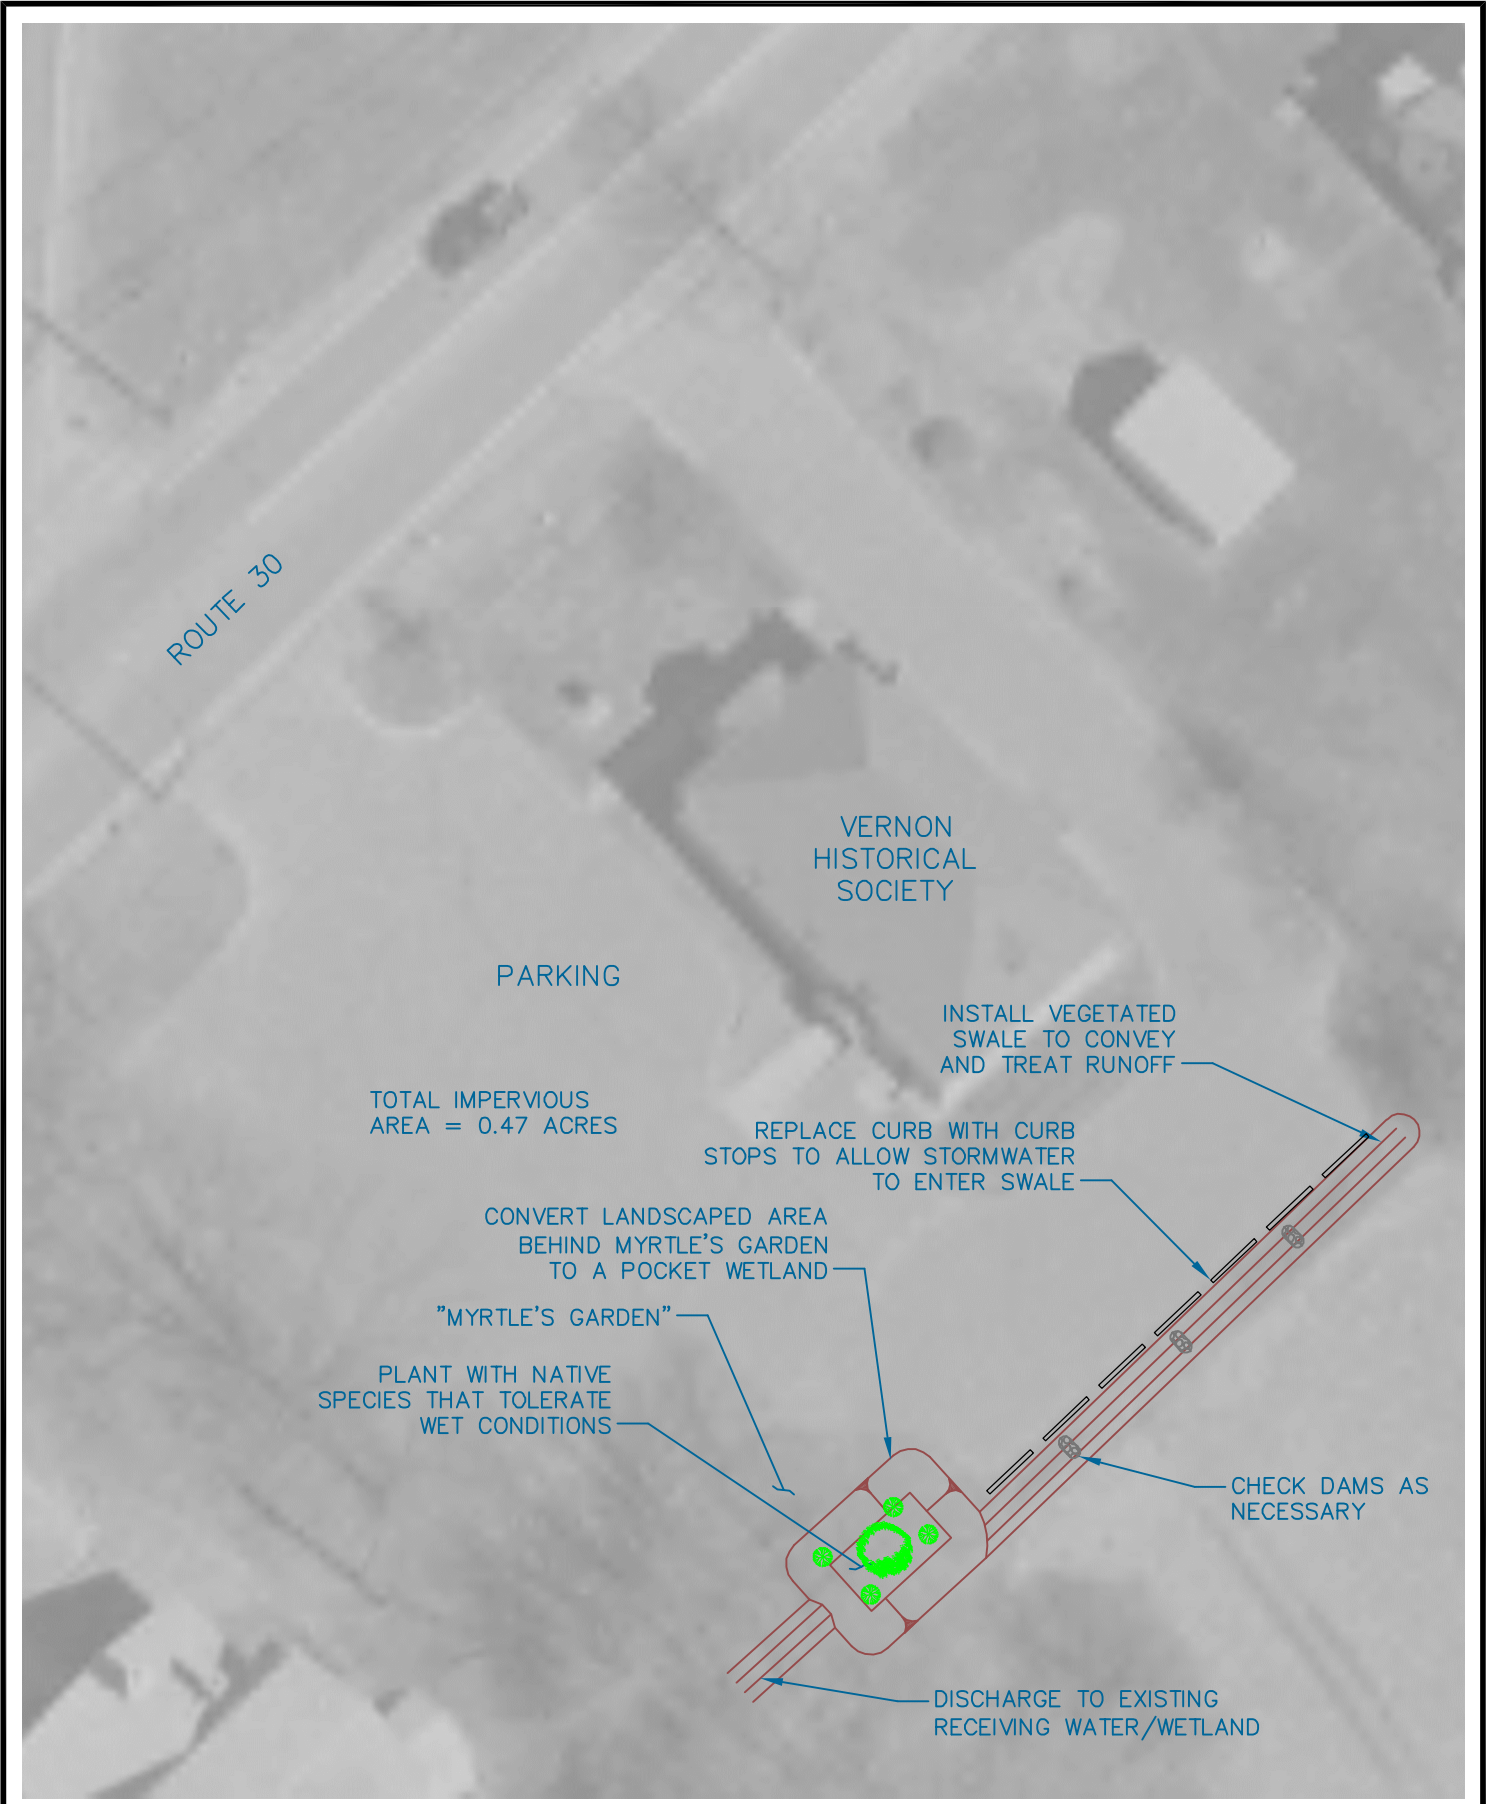 ROUTE 30
VERNON
HISTORICAL
SOCIETY
PARKING
INSTALL VEGETATED
SWALE TO CONVEY
AND TREAT RUNOFF
TOTAL IMPERVIOUS
AREA = 0.47 ACRES
REPLACE CURB WITH CURB
STOPS TO ALLOW STORMWATER
TO ENTER SWALE
CONVERT LANDSCAPED AREA
BEHIND MYRTLE'S GARDEN
TO A POCKET WETLAND
"MYRTLE'S GARDEN"
PLANT WITH NATIVE
SPECIES THAT TOLERATE
WET CONDITIONS
CHECK DAMS AS
NECESSARY
DISCHARGE TO EXISTING
RECEIVING WATER/WETLAND